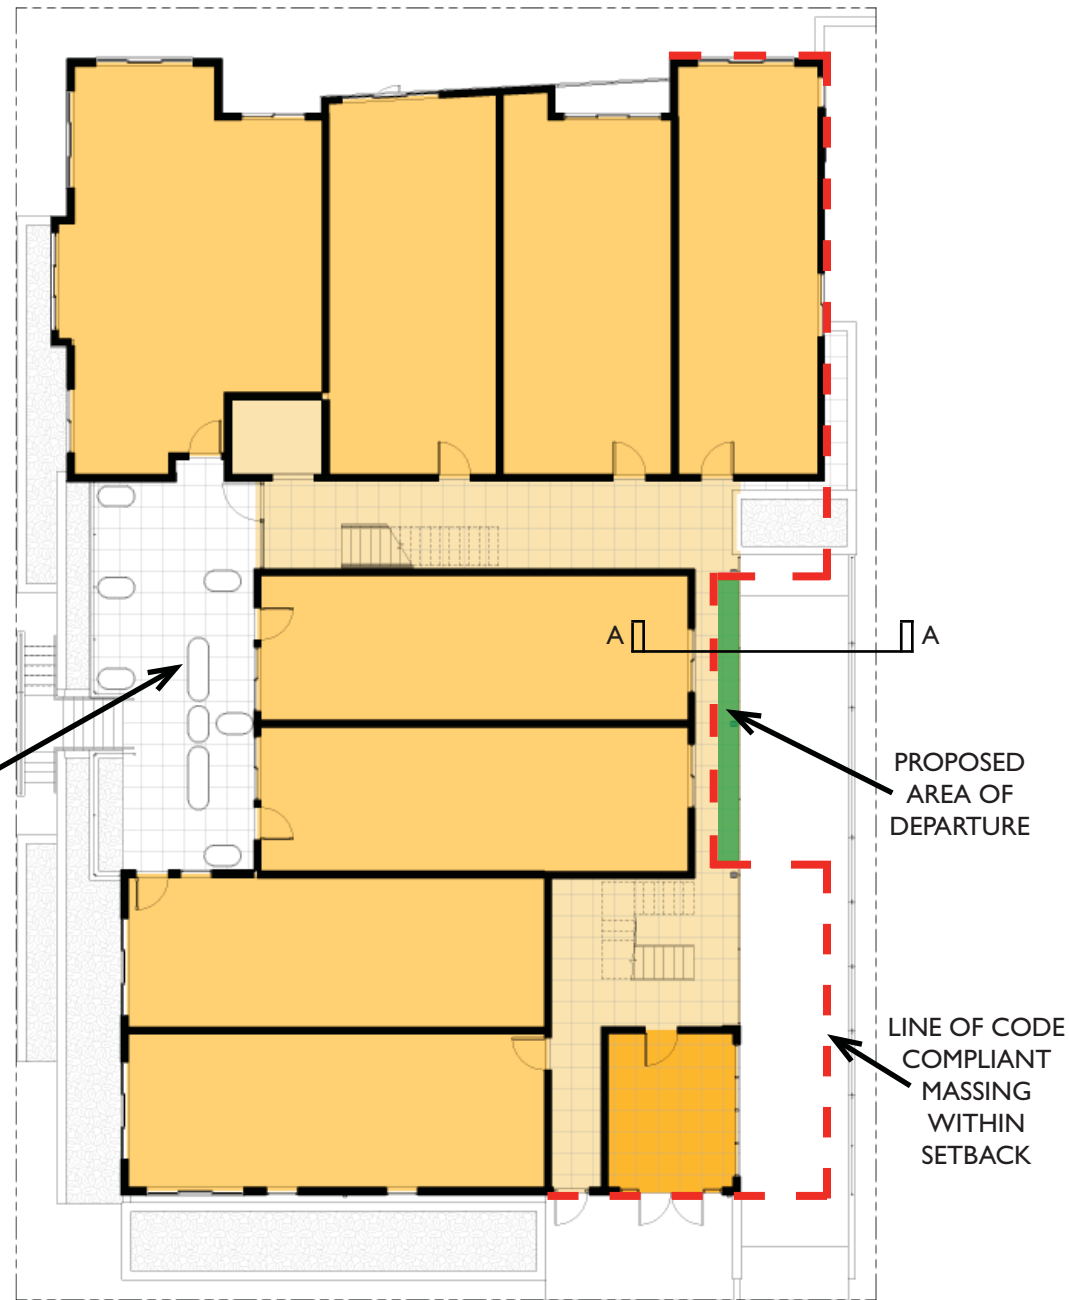 A
A
PROPOSED
AREA OF
DEPARTURE
LINE OF CODE
COMPLIANT
MASSING
WITHIN
SETBACK